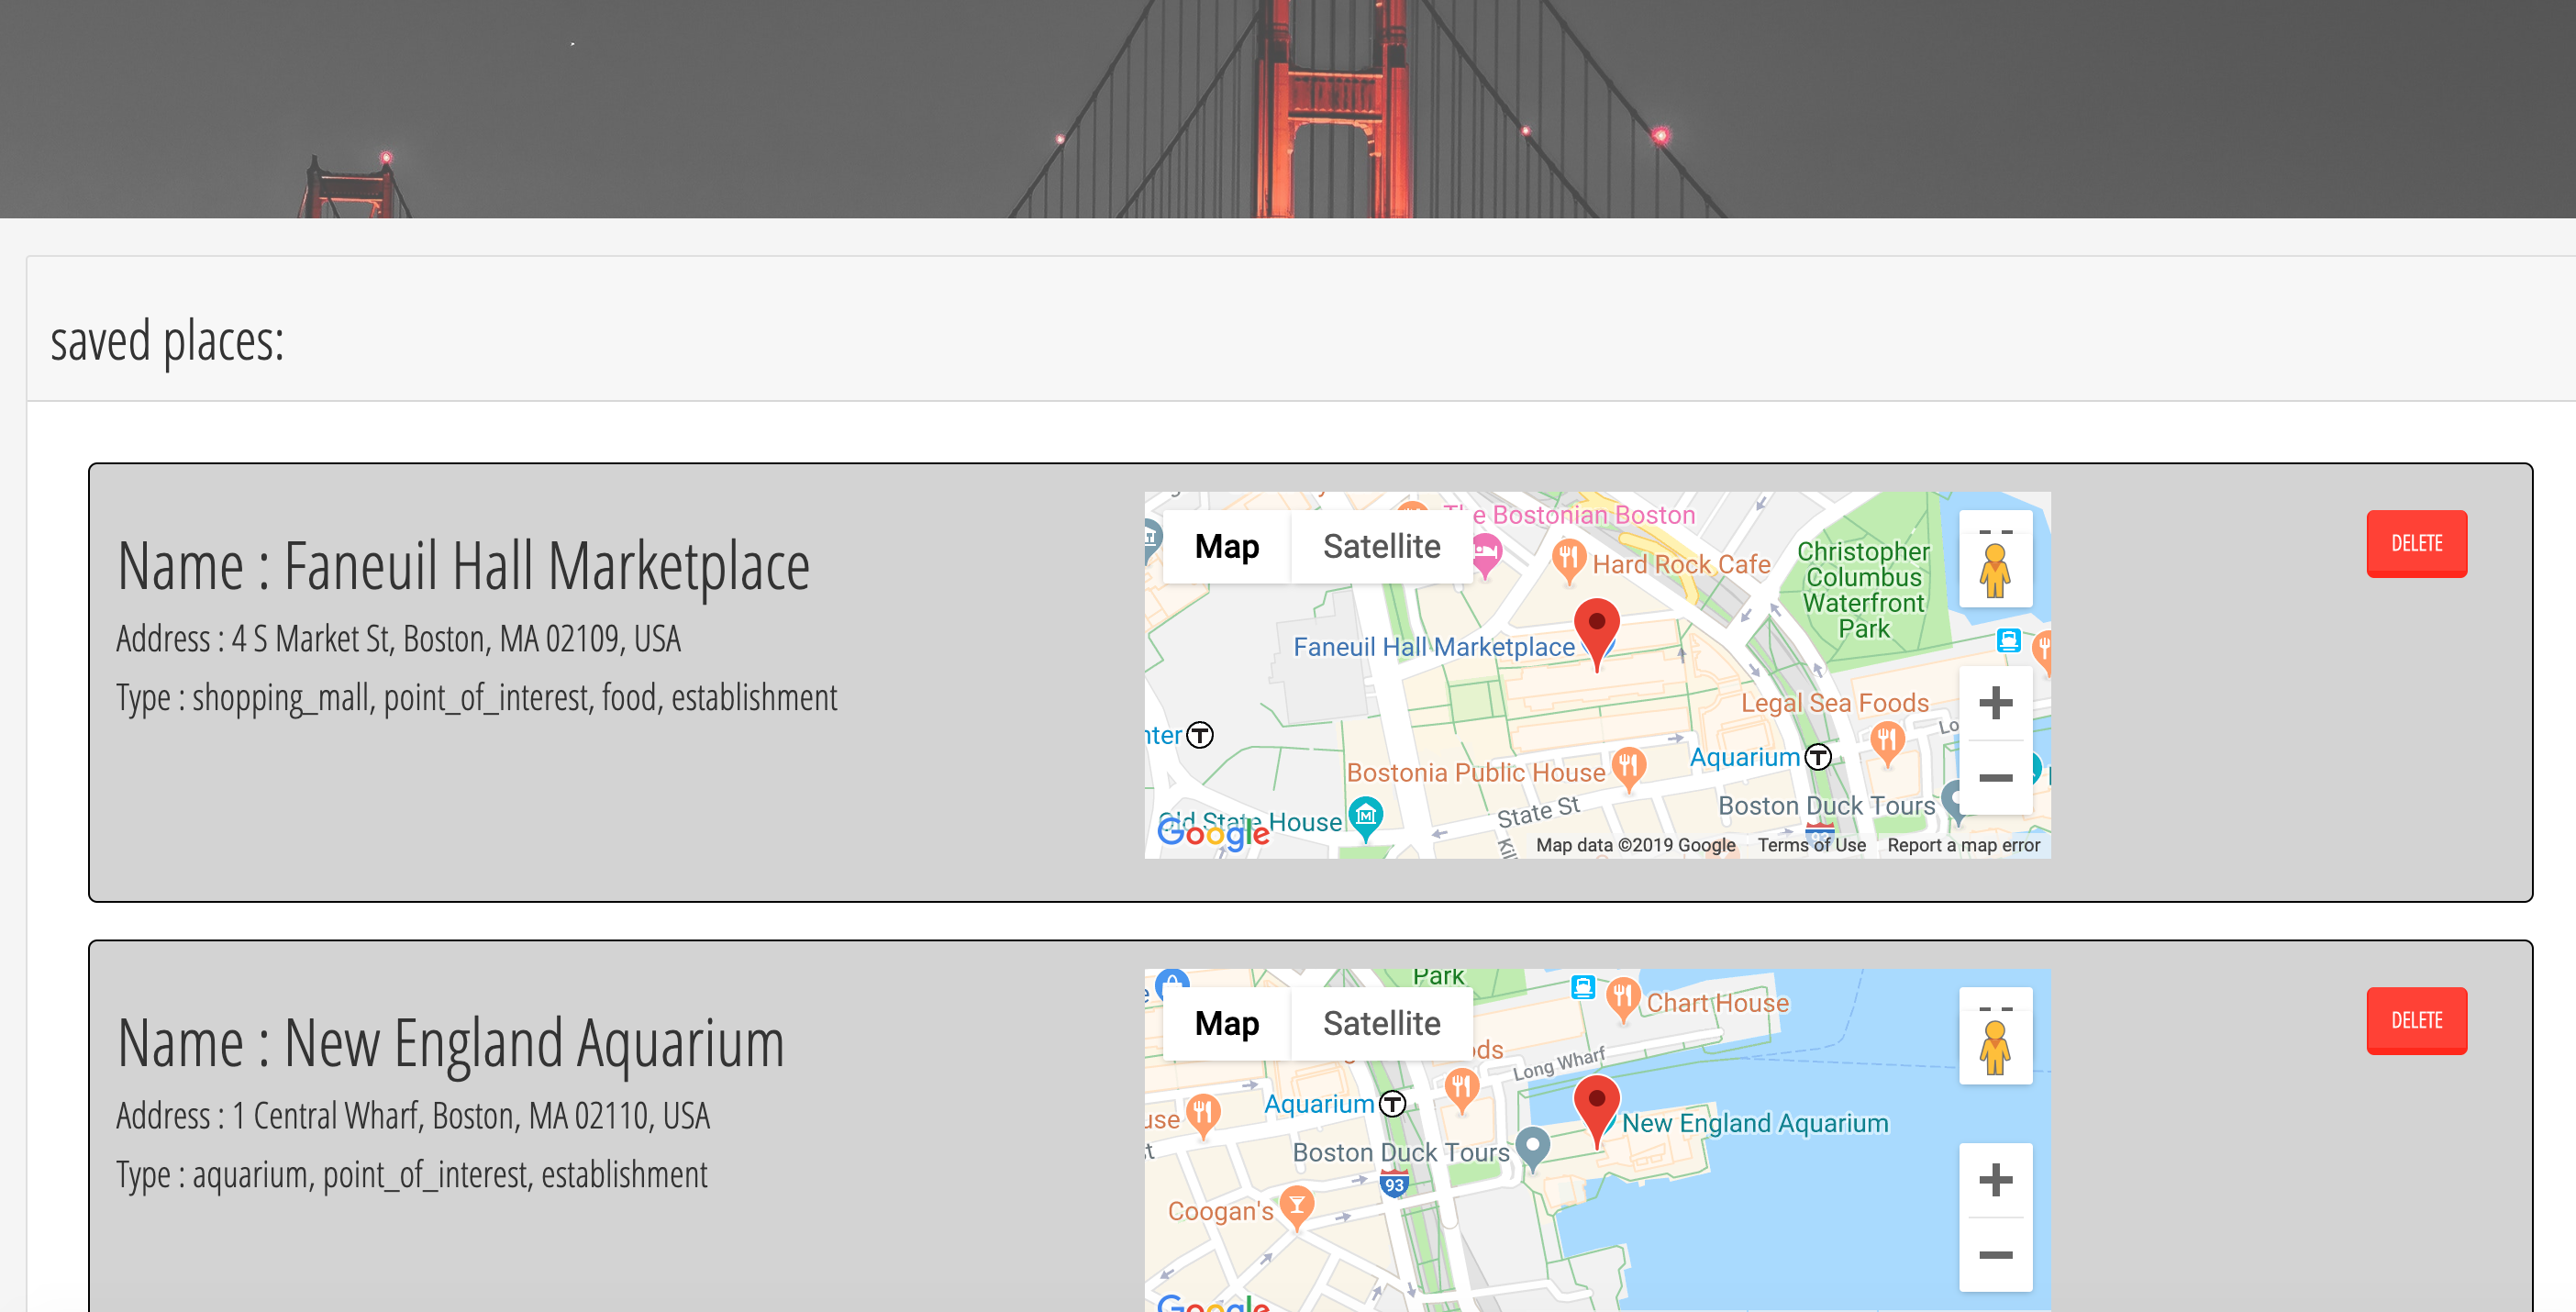 saved places:
Name : Faneuil Hall Marketplace
Address : 4 S Market St, Boston, MA 02109, USA
Type : shopping_mall, point_of_interest, food, establishment
DELETE
Map Satellite
The Bostonian Boston
Hard Rock Cafe
Christopher
Columbus
Waterfront
Park
Faneuil Hall Marketplace
Legal Sea Foods
nter T
Aquarium T
Bostonia Public House
Boston Duck Tours
State St
Old State House
93
Google
Map data ©2019 Google Terms of Use Report a map error
Name : New England Aquarium
Address : 1 Central Wharf, Boston, MA 02110, USA
Type : aquarium, point_of_interest, establishment
DELETE
Park
Map Satellite
Chart House
ods
Long Wharf
Aquarium T
use
New England Aquarium
Boston Duck Tours
93
Coogan's
Google